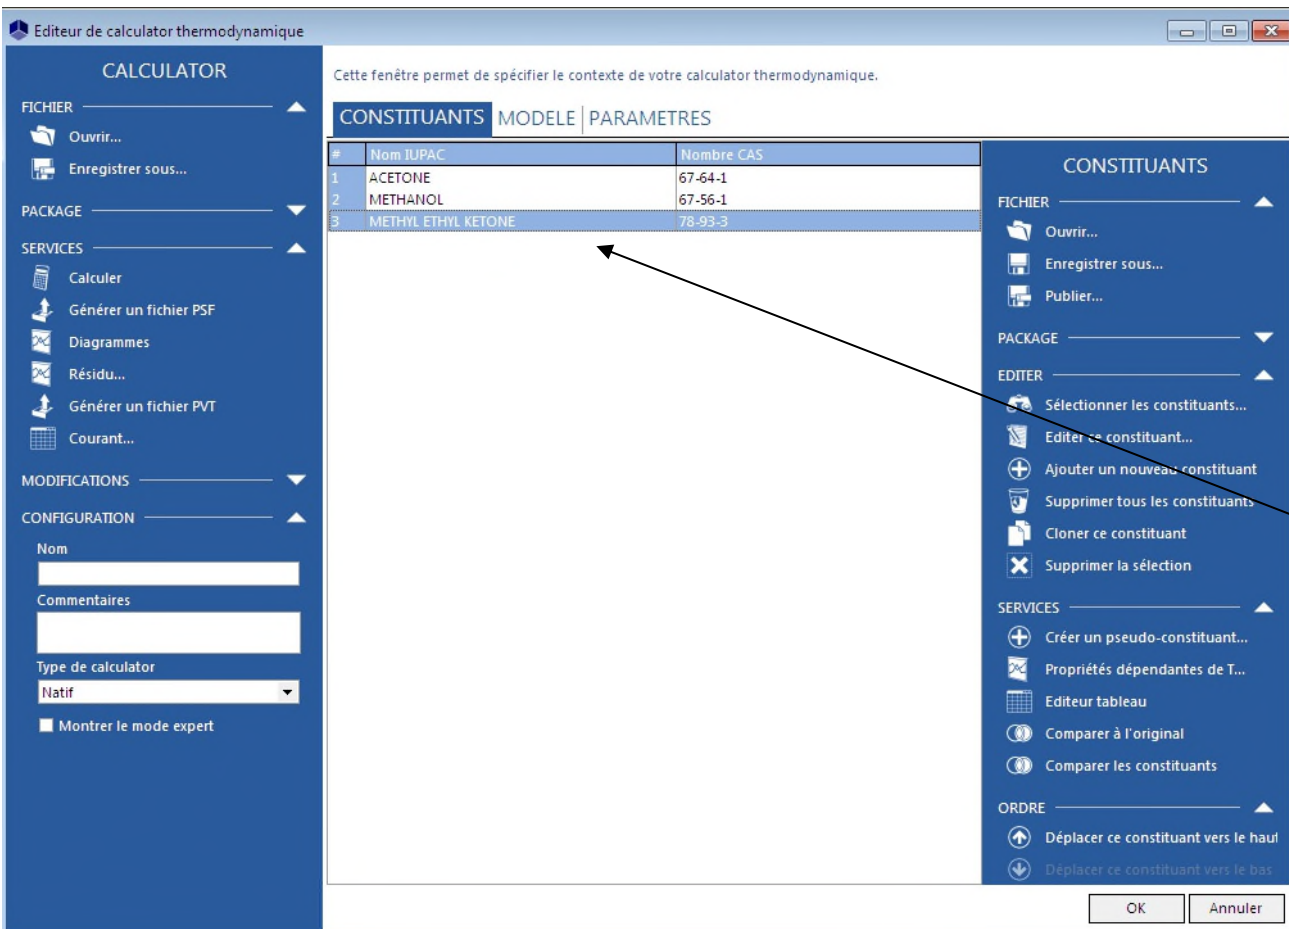 Editeur de calculator thermodynamique
CALCULATOR
FICHIER
Ouvrir...
Enregistrer sous...
PACKAGE
SERVICES
Calculer
Générer un fichier PSF
Diagrammes
Résidu...
Générer un fichier PVT
Courant...
MODIFICATIONS
CONFIGURATION
Nom
Commentaires
Type de calculator
Natif
Montrer le mode expert
Cette fenêtre permet de spécifier le contexte de votre calculator thermodynamique.
CONSTITUANTS MODELE PARAMETRES
# Nom IUPAC Nombre CAS
1 ACETONE 67-64-1
2 METHANOL 67-56-1
3 METHYL ETHYL KETONE 78-93-3
CONSTITUANTS
FICHIER
Ouvrir...
Enregistrer sous...
Publier...
PACKAGE
EDITER
Sélectionner les constituants...
Editer ce constituant...
Ajouter un nouveau constituant
Supprimer tous les constituants
Cloner ce constituant
Supprimer la sélection
SERVICES
Créer un pseudo-constituant...
Propriétés dépendantes de T...
Editeur tableau
Comparer à l'original
Comparer les constituants
ORDRE
Déplacer ce constituant vers le haut
Déplacer ce constituant vers le bas
OK Annuler